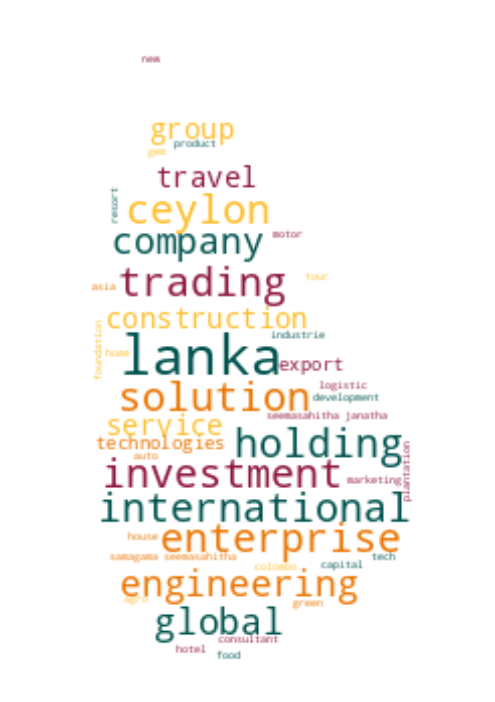 new
group
product
gem
travel
resort
ceylon
company
motor
trading
asia
tour
construction
industrie
foundation
home
lanka
export
solution
logistic
development
seemasahitha janatha
service
technologies
holding
auto
investment
marketing
plantation
international
house
enterprise
samagama seemasahitha
tech
colombo
capital
engineering
agro
green
global
consultant
hotel
food